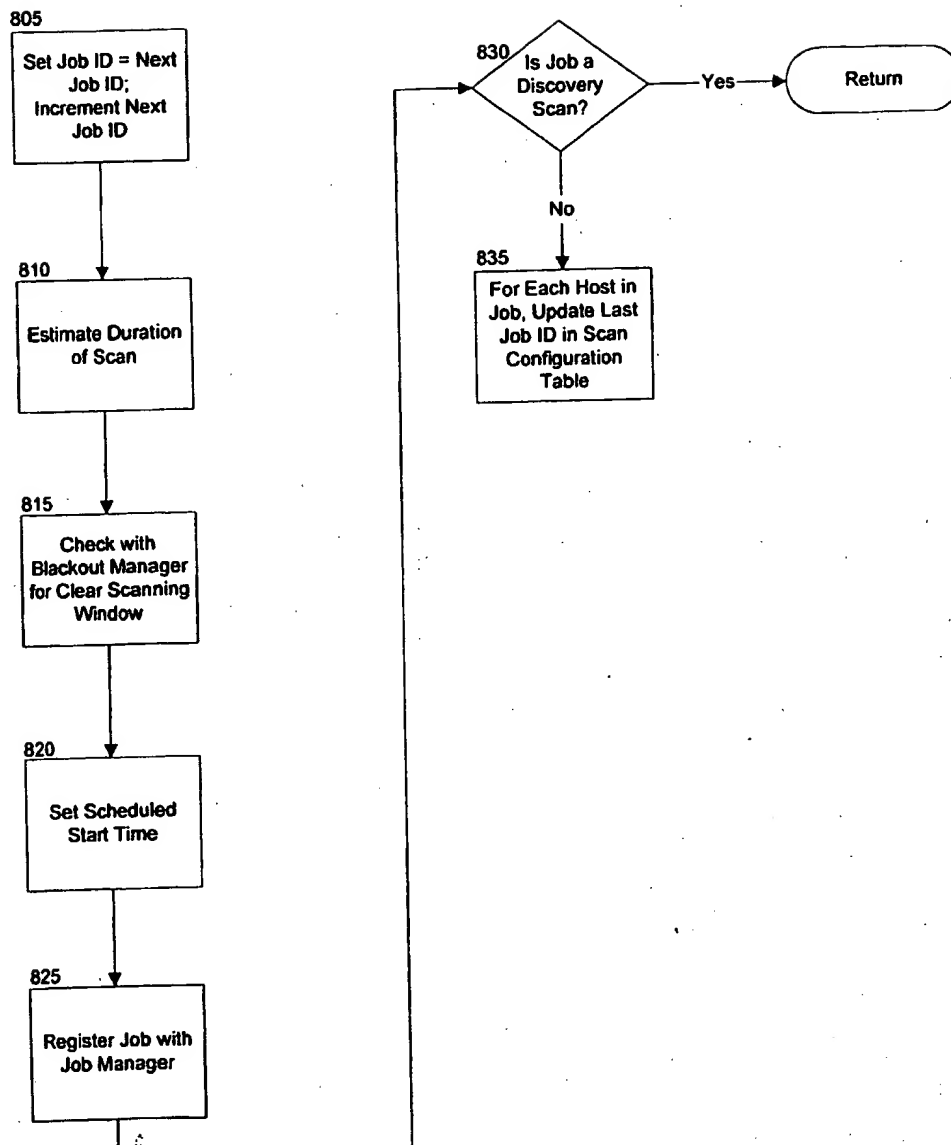 805
Set Job ID = Next
Job ID;
Increment Next
Job ID
810
Estimate Duration
of Scan
815
Check with
Blackout Manager
for Clear Scanning
Window
820
Set Scheduled
Start Time
825
Register Job with
Job Manager
830
Is Job a
Discovery
Scan?
Yes
Return
No
835
For Each Host in
Job, Update Last
Job ID in Scan
Configuration
Table